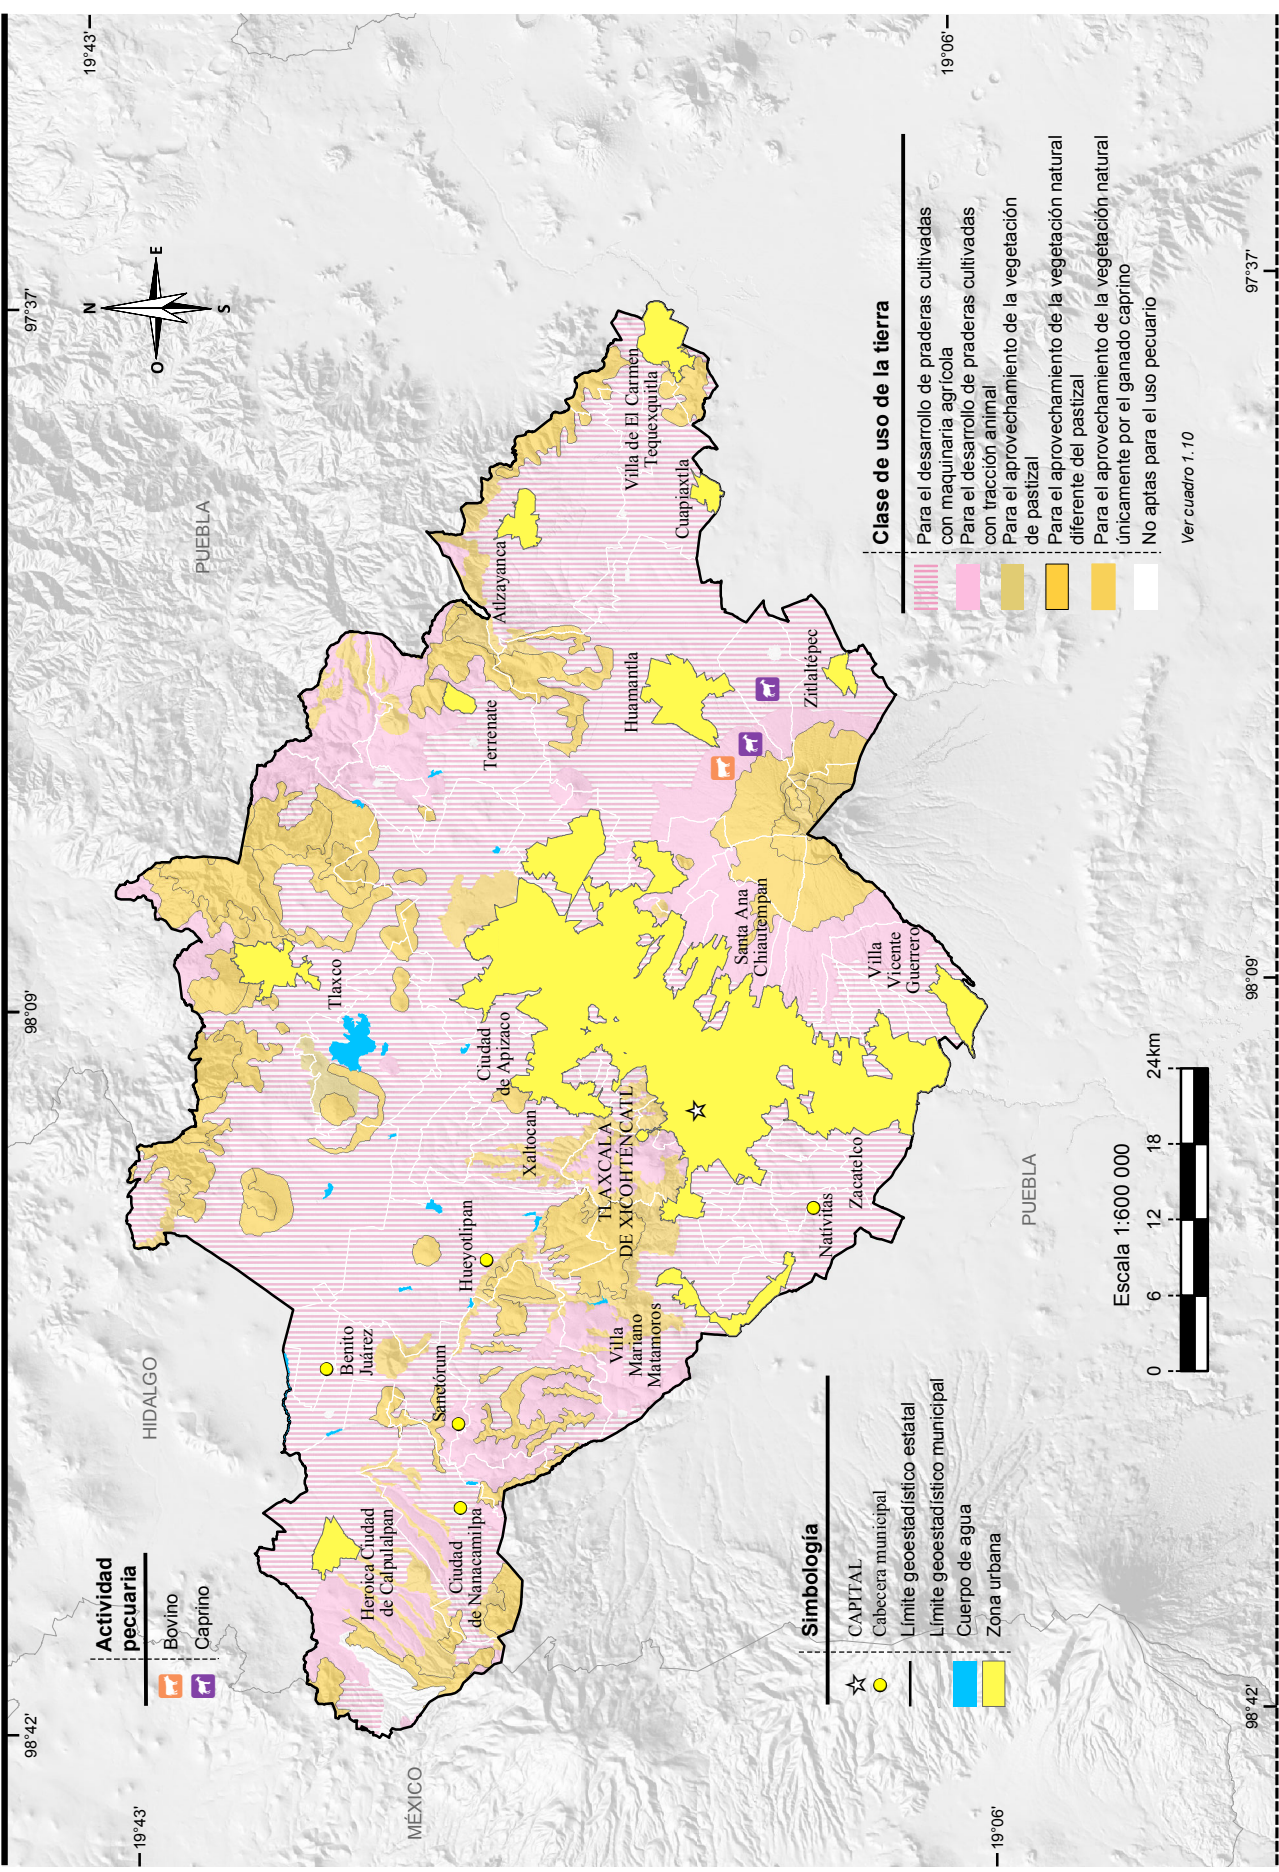 19°43'
19°06'
97°37'
97°37'
N
O
E
S
PUEBLA
HIDALGO
MÉXICO
PUEBLA
98°09'
98°09'
98°42'
98°42'
19°43'
19°06'
Actividad
pecuaria
Bovino
Caprino
Heroica Ciudad
de Calpulalpan
Ciudad
de Nanacamilpa
Benito
Juárez
Sanctórum
Hueyotlipan
Villa
Mariano
Matamoros
Tlaxco
Ciudad
de Apizaco
Xaltocan
TLAXCALA
DE XICOHTÉNCATL
Natívitas
Zacatelco
Santa Ana
Chiautempan
Villa
Vicente
Guerrero
Terrenate
Atlzayanca
Huamantla
Zitlaltépec
Cuapiaxtla
Villa de El Carmen
Tequexquitla
Simbología
CAPITAL
Cabecera municipal
Límite geoestadístico estatal
Límite geoestadístico municipal
Cuerpo de agua
Zona urbana
Escala 1:600 000
0 6 12 18 24km
Clase de uso de la tierra
Para el desarrollo de praderas cultivadas
con maquinaria agrícola
Para el desarrollo de praderas cultivadas
con tracción animal
Para el aprovechamiento de la vegetación
de pastizal
Para el aprovechamiento de la vegetación natural
diferente del pastizal
Para el aprovechamiento de la vegetación natural
únicamente por el ganado caprino
No aptas para el uso pecuario
Ver cuadro 1.10